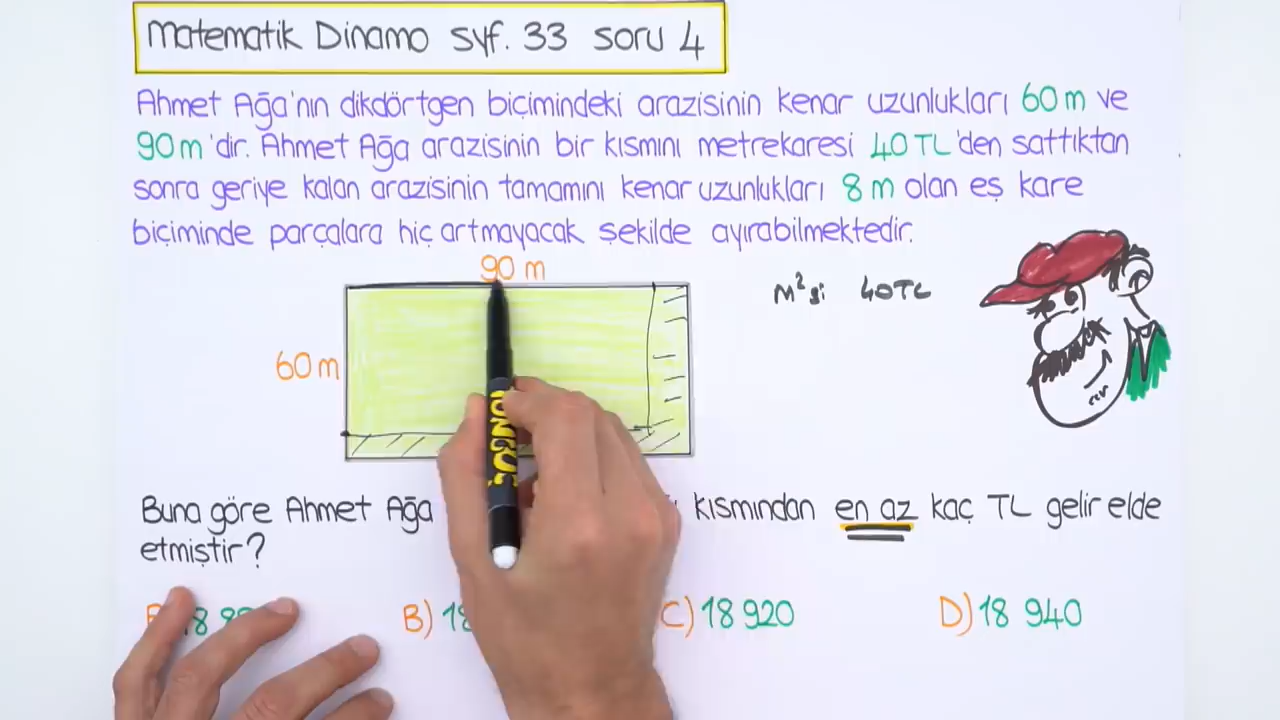 Matematik Dinamo syf. 33 soru 4
Ahmet Ağa'nın dikdörtgen biçimindeki arazisinin kenar uzunlukları 60 m ve
90 m'dir. Ahmet Ağa arazisinin bir kısmını metrekaresi 40 TL'den sattıktan
sonra geriye kalan arazisinin tamamını kenar uzunlukları 8 m olan eş kare
biçiminde parçalara hiç artmayacak şekilde ayırabilmektedir.
90 m
m²si 40TL
60 m
Buna göre Ahmet Ağa kısmından en az kaç TL gelir elde
etmiştir?
B) C) 18 920 D) 18 940